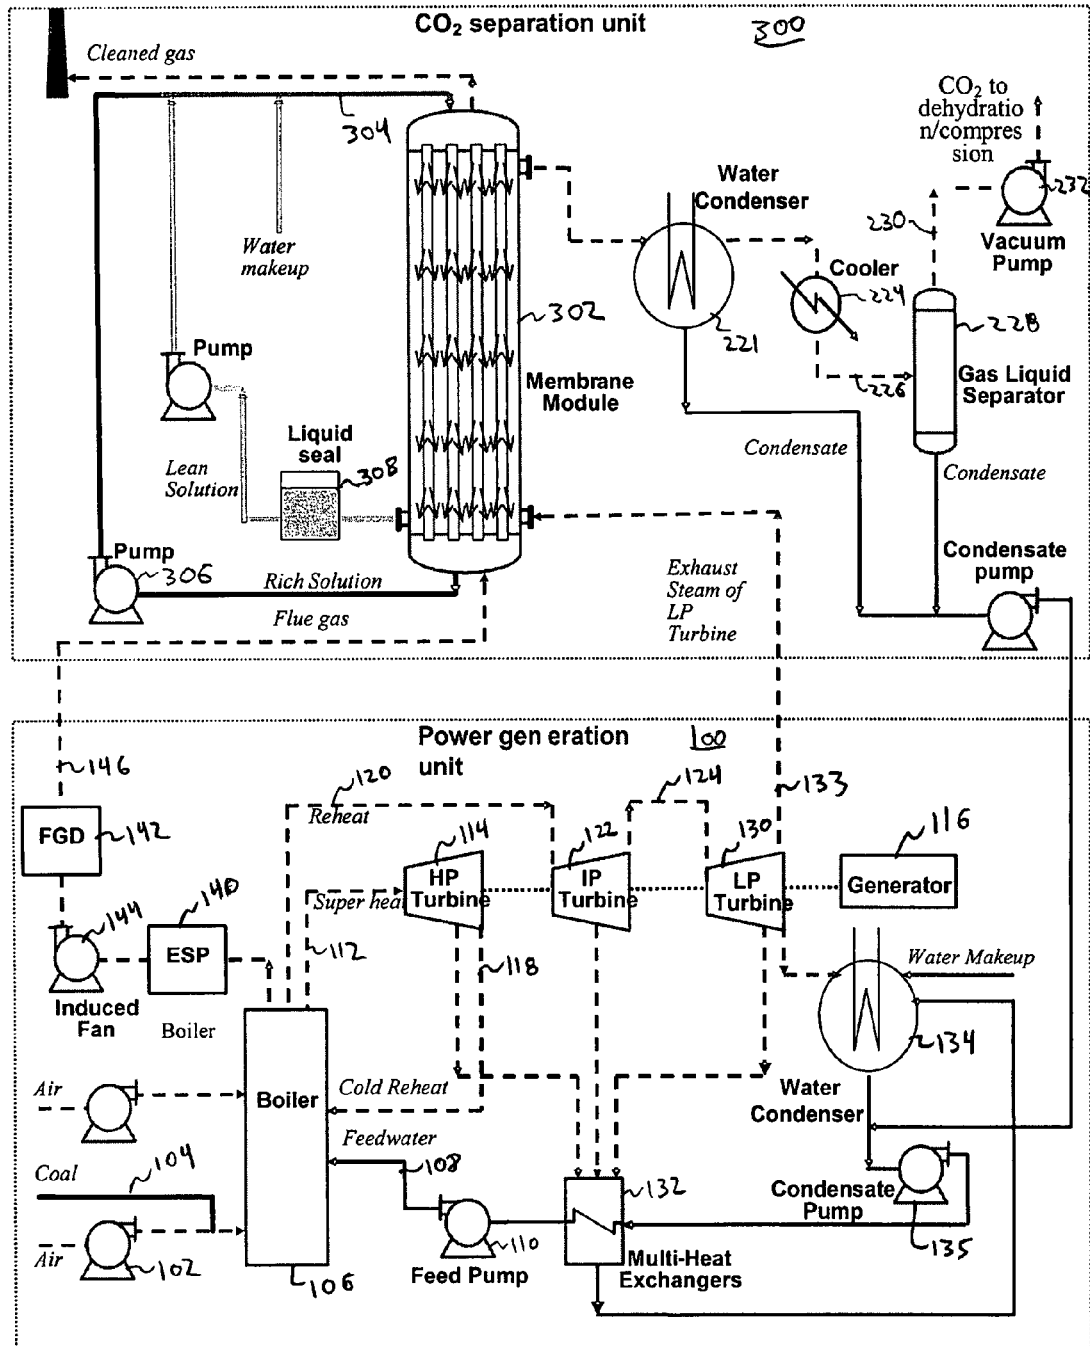 CO₂ separation unit
300
Cleaned gas
304
CO₂ to
dehydratio
n/compres
sion
232
Vacuum
Pump
Water
Condenser
230
Water
makeup
Cooler
224
302
221
228
Pump
Membrane
Module
226
Gas Liquid
Separator
Liquid
seal
308
Lean
Solution
Condensate
Condensate
Pump
306
Rich Solution
Flue gas
Exhaust
Steam of
LP
Turbine
Condensate
pump
Power gen eration
unit
100
146
120
Reheat
124
133
FGD
142
114
122
130
116
HP
Turbine
IP
Turbine
LP
Turbine
Generator
Super heat
140
144
ESP
112
118
Water Makeup
Induced
Fan
Boiler
134
Air
Boiler
Cold Reheat
Water
Condenser
Feedwater
108
Coal
104
132
Condensate
Pump
135
Air
102
106
110
Feed Pump
Multi-Heat
Exchangers